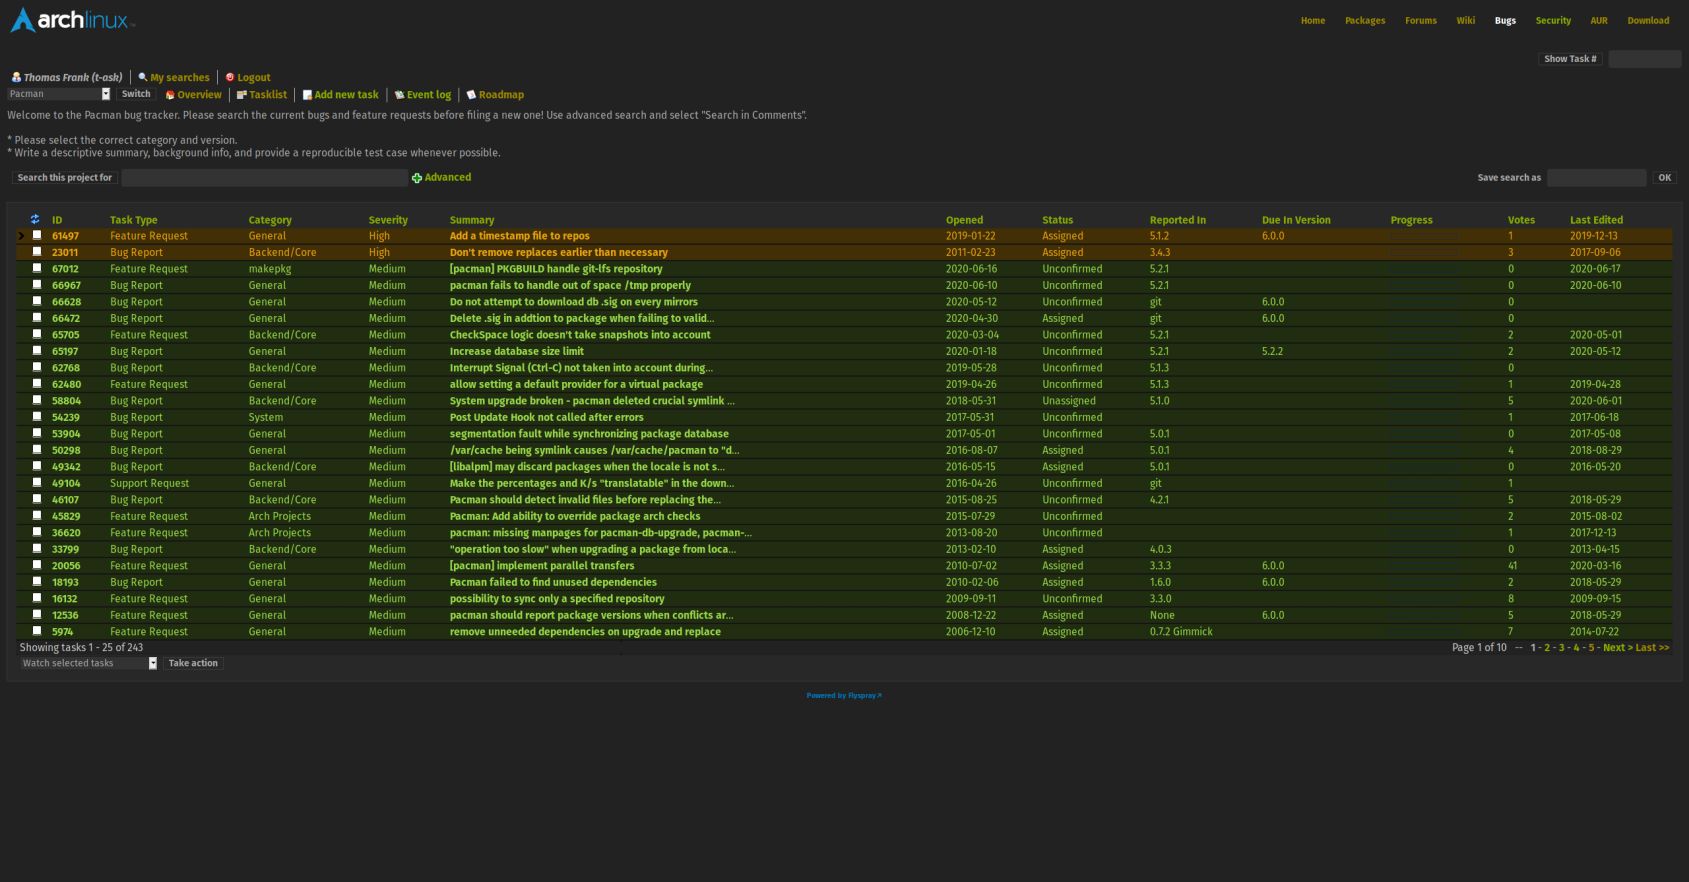 archlinux
Home Packages Forums Wiki Bugs Security AUR Download
Show Task #
Thomas Frank (t-ask) My searches Logout
Pacman Switch Overview Tasklist Add new task Event log Roadmap
Welcome to the Pacman bug tracker. Please search the current bugs and feature requests before filing a new one! Use advanced search and select "Search in Comments".
* Please select the correct category and version.
* Write a descriptive summary, background info, and provide a reproducible test case whenever possible.
Search this project for Advanced Save search as OK
ID Task Type Category Severity Summary Opened Status Reported In Due In Version Progress Votes Last Edited
61497 Feature Request General High Add a timestamp file to repos 2019-01-22 Assigned 5.1.2 6.0.0 1 2019-12-13
23011 Bug Report Backend/Core High Don't remove replaces earlier than necessary 2011-02-23 Assigned 3.4.3 3 2017-09-06
67012 Feature Request makepkg Medium [pacman] PKGBUILD handle git-lfs repository 2020-06-16 Unconfirmed 5.2.1 0 2020-06-17
66967 Bug Report General Medium pacman fails to handle out of space /tmp properly 2020-06-10 Unconfirmed 5.2.1 0 2020-06-10
66628 Bug Report General Medium Do not attempt to download db .sig on every mirrors 2020-05-12 Unconfirmed git 6.0.0 0
66472 Bug Report General Medium Delete .sig in addtion to package when failing to valid... 2020-04-30 Assigned git 6.0.0 0
65705 Feature Request Backend/Core Medium CheckSpace logic doesn't take snapshots into account 2020-03-04 Unconfirmed 5.2.1 2 2020-05-01
65197 Bug Report General Medium Increase database size limit 2020-01-18 Unconfirmed 5.2.1 5.2.2 2 2020-05-12
62768 Bug Report Backend/Core Medium Interrupt Signal (Ctrl-C) not taken into account during... 2019-05-28 Unconfirmed 5.1.3 0
62480 Feature Request General Medium allow setting a default provider for a virtual package 2019-04-26 Unconfirmed 5.1.3 1 2019-04-28
58804 Bug Report Backend/Core Medium System upgrade broken - pacman deleted crucial symlink ... 2018-05-31 Unassigned 5.1.0 5 2020-06-01
54239 Bug Report System Medium Post Update Hook not called after errors 2017-05-31 Unconfirmed 1 2017-06-18
53904 Bug Report General Medium segmentation fault while synchronizing package database 2017-05-01 Unconfirmed 5.0.1 0 2017-05-08
50298 Bug Report General Medium /var/cache being symlink causes /var/cache/pacman to "d... 2016-08-07 Assigned 5.0.1 4 2018-08-29
49342 Bug Report Backend/Core Medium [libalpm] may discard packages when the locale is not s... 2016-05-15 Assigned 5.0.1 0 2016-05-20
49104 Support Request General Medium Make the percentages and K/s "translatable" in the down... 2016-04-26 Unconfirmed git 1
46107 Bug Report Backend/Core Medium Pacman should detect invalid files before replacing the... 2015-08-25 Unconfirmed 4.2.1 5 2018-05-29
45829 Feature Request Arch Projects Medium Pacman: Add ability to override package arch checks 2015-07-29 Unconfirmed 2 2015-08-02
36620 Feature Request Arch Projects Medium pacman: missing manpages for pacman-db-upgrade, pacman-... 2013-08-20 Unconfirmed 1 2017-12-13
33799 Bug Report Backend/Core Medium "operation too slow" when upgrading a package from loca... 2013-02-10 Assigned 4.0.3 0 2013-04-15
20056 Feature Request General Medium [pacman] implement parallel transfers 2010-07-02 Assigned 3.3.3 6.0.0 41 2020-03-16
18193 Bug Report General Medium Pacman failed to find unused dependencies 2010-02-06 Assigned 1.6.0 6.0.0 2 2018-05-29
16132 Feature Request General Medium possibility to sync only a specified repository 2009-09-11 Unconfirmed 3.3.0 8 2009-09-15
12536 Feature Request General Medium pacman should report package versions when conflicts ar... 2008-12-22 Assigned None 6.0.0 5 2018-05-29
5974 Feature Request General Medium remove unneeded dependencies on upgrade and replace 2006-12-10 Assigned 0.7.2 Gimmick 7 2014-07-22
Showing tasks 1 - 25 of 243 Page 1 of 10 -- 1 - 2 - 3 - 4 - 5 - Next > Last >>
Watch selected tasks Take action
Powered by Flyspray